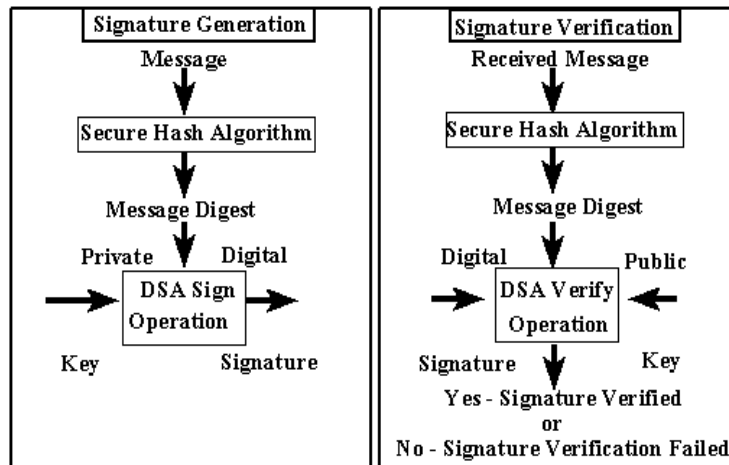 Signature Generation
Message
Secure Hash Algorithm
Message Digest
Private Digital
DSA Sign
Operation
Key Signature
Signature Verification
Received Message
Secure Hash Algorithm
Message Digest
Digital Public
DSA Verify
Operation
Signature Key
Yes - Signature Verified
or
No - Signature Verification Failed